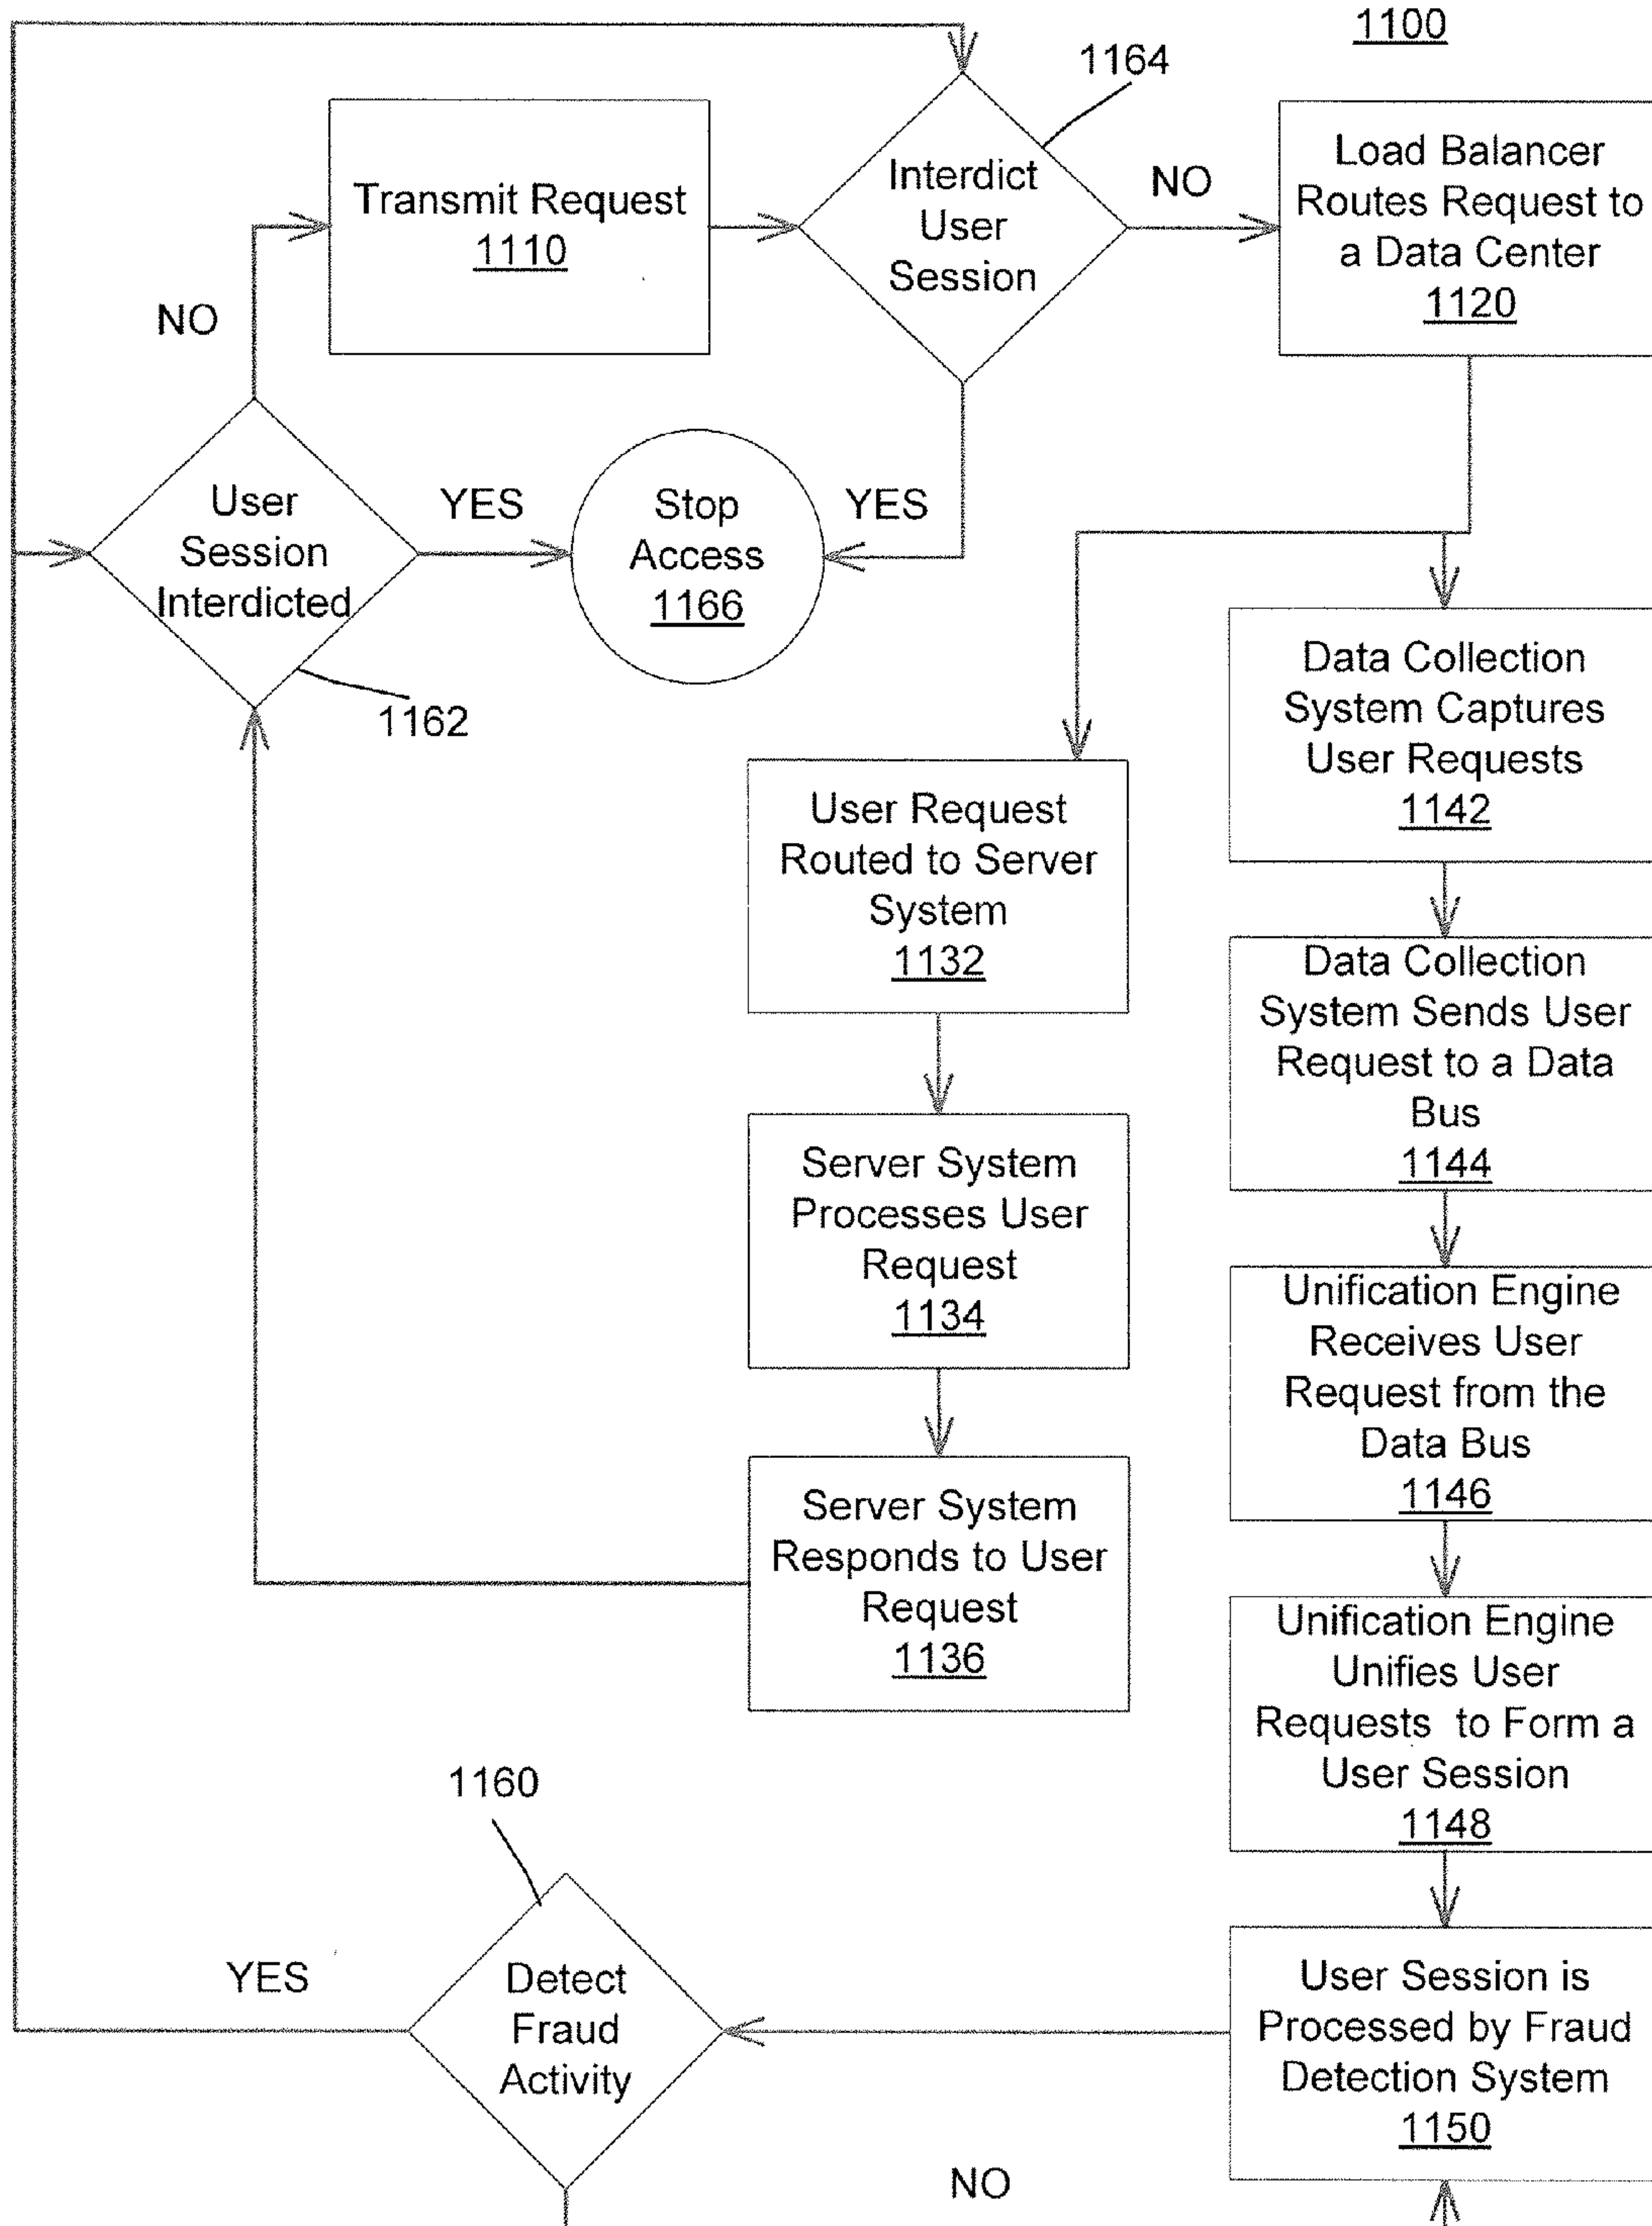 1100
1164
Transmit Request
1110
Interdict
User
Session
NO
Load Balancer
Routes Request to
a Data Center
1120
NO
User
Session
Interdicted
YES
Stop
Access
1166
YES
1162
Data Collection
System Captures
User Requests
1142
User Request
Routed to Server
System
1132
Data Collection
System Sends User
Request to a Data
Bus
1144
Server System
Processes User
Request
1134
Unification Engine
Receives User
Request from the
Data Bus
1146
Server System
Responds to User
Request
1136
Unification Engine
Unifies User
Requests to Form a
User Session
1148
1160
YES
Detect
Fraud
Activity
User Session is
Processed by Fraud
Detection System
1150
NO